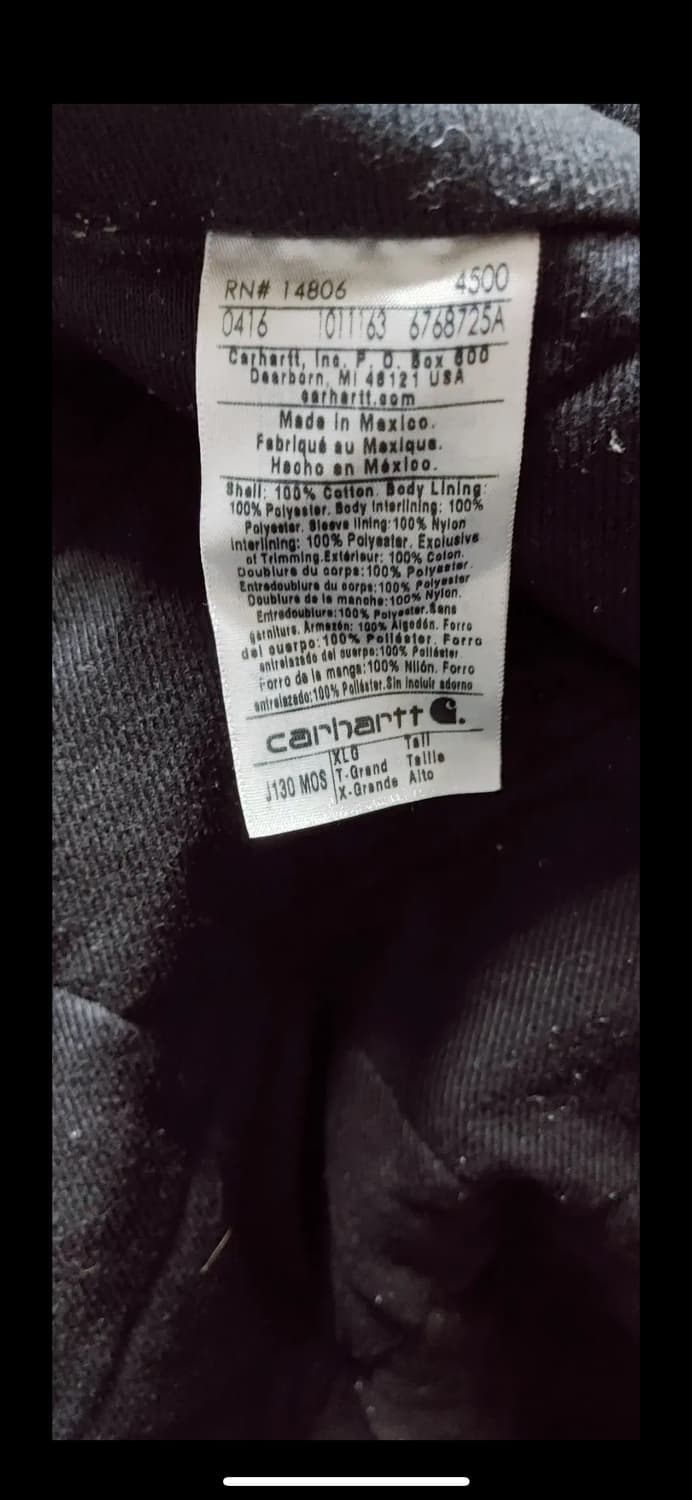 RN# 14806 4500
0416 1011163 6768725A
Carhartt, Inc. P. O. Box 600
Dearborn, MI 48121 USA
carhartt.com
Made in Mexico.
Fabriqué au Mexique.
Hecho en México.
Shell: 100% Cotton. Body Lining:
100% Polyester. Body Interlining: 100%
Polyester. Sleeve lining:100% Nylon
interlining: 100% Polyester. Exclusive
of Trimming.Extérieur: 100% Coton.
Doublure du corps:100% Polyester.
Entredoublure du corps:100% Polyester
Doublure de la manche:100% Nylon.
Entredoublure:100% Polyester.Sans
garniture. Armazón: 100% Algodón. Forro
del cuerpo:100% Poliéster. Forro
entrelazado del cuerpo:100% Poliéster.
Forro de la manga:100% Nilón. Forro
entrelazado:100% Poliéster.Sin incluir adorno
carhartt
J130 MOS
XLG Tall
T-Grand Taille
X-Grande Alto